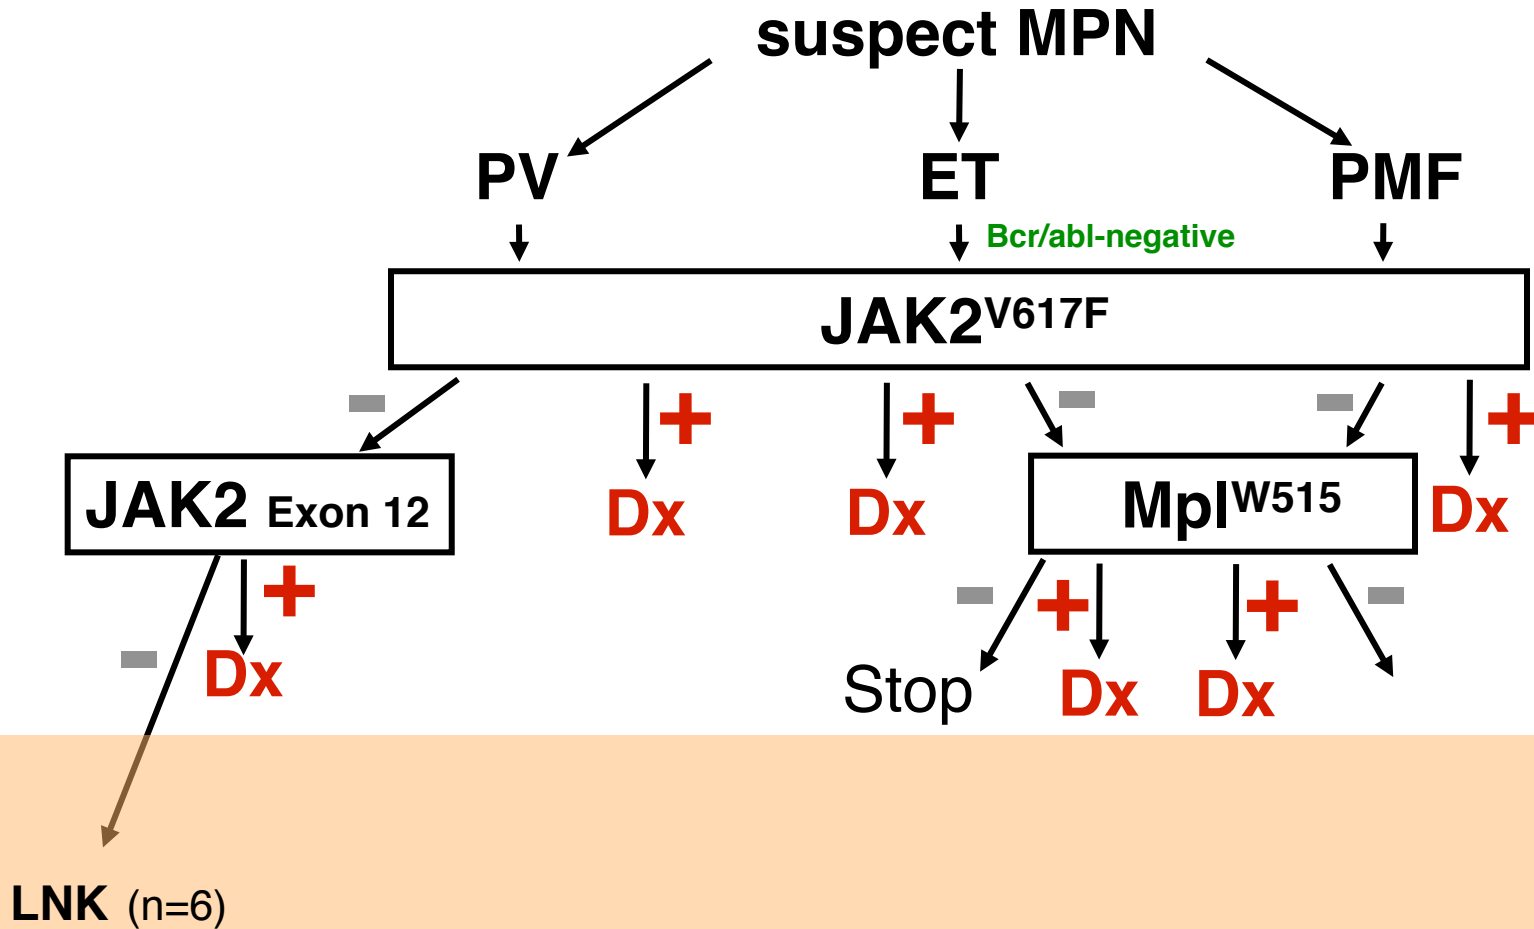 suspect MPN
PV ET PMF
Bcr/abl-negative
JAK2V617F
- + + - - +
JAK2 Exon 12 Dx Dx MplW515 Dx
+ - + + -
- Dx Stop Dx Dx
LNK (n=6)